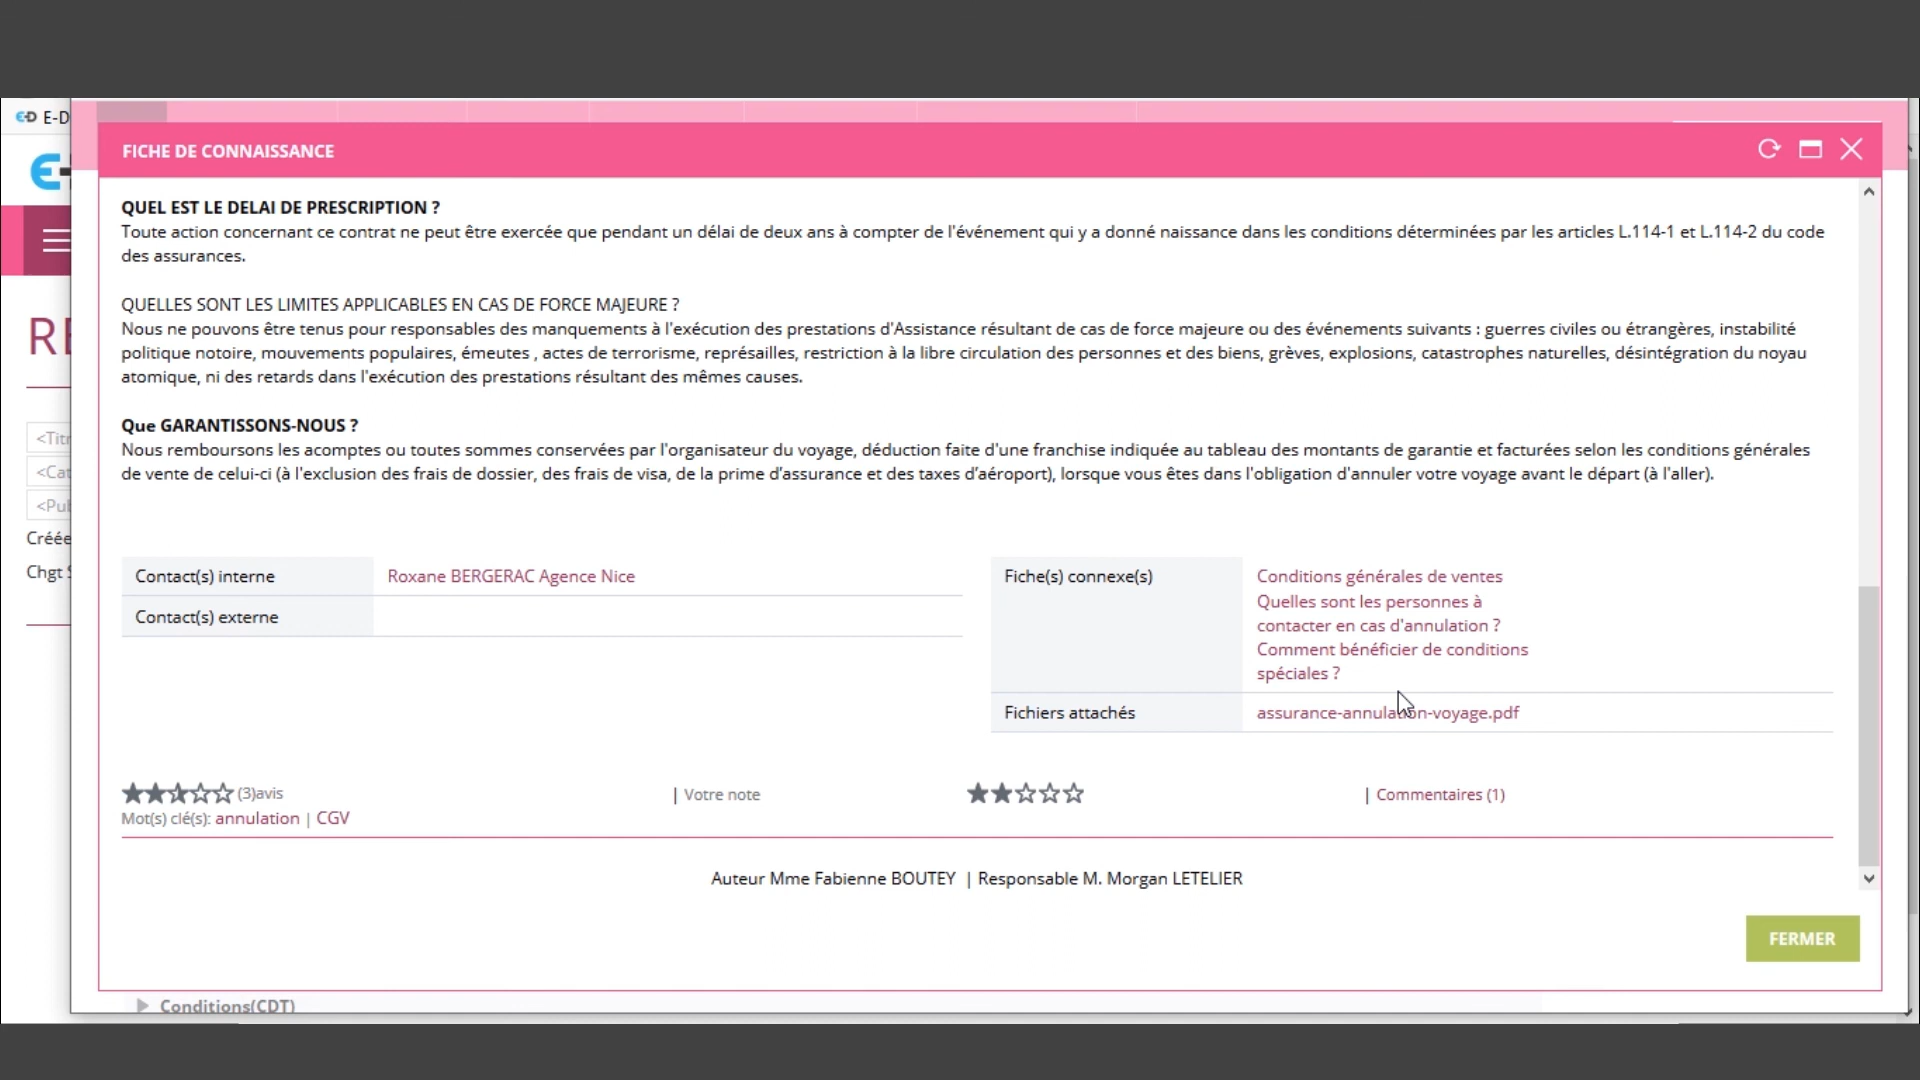 E-D
FICHE DE CONNAISSANCE
E-
RE
<Titr
<Cat
<Pub
Créée
Chgt S
QUEL EST LE DELAI DE PRESCRIPTION ?
Toute action concernant ce contrat ne peut être exercée que pendant un délai de deux ans à compter de l'événement qui y a donné naissance dans les conditions déterminées par les articles L.114-1 et L.114-2 du code
des assurances.
QUELLES SONT LES LIMITES APPLICABLES EN CAS DE FORCE MAJEURE ?
Nous ne pouvons être tenus pour responsables des manquements à l'exécution des prestations d'Assistance résultant de cas de force majeure ou des événements suivants : guerres civiles ou étrangères, instabilité
politique notoire, mouvements populaires, émeutes , actes de terrorisme, représailles, restriction à la libre circulation des personnes et des biens, grèves, explosions, catastrophes naturelles, désintégration du noyau
atomique, ni des retards dans l'exécution des prestations résultant des mêmes causes.
Que GARANTISSONS-NOUS ?
Nous remboursons les acomptes ou toutes sommes conservées par l'organisateur du voyage, déduction faite d'une franchise indiquée au tableau des montants de garantie et facturées selon les conditions générales
de vente de celui-ci (à l'exclusion des frais de dossier, des frais de visa, de la prime d'assurance et des taxes d'aéroport), lorsque vous êtes dans l'obligation d'annuler votre voyage avant le départ (à l'aller).
Contact(s) interne
Roxane BERGERAC Agence Nice
Contact(s) externe
Fiche(s) connexe(s)
Conditions générales de ventes
Quelles sont les personnes à
contacter en cas d'annulation ?
Comment bénéficier de conditions
spéciales ?
Fichiers attachés
assurance-annulation-voyage.pdf
(3)avis
| Votre note
| Commentaires (1)
Mot(s) clé(s): annulation | CGV
Auteur Mme Fabienne BOUTEY | Responsable M. Morgan LETELIER
FERMER
Conditions(CDT)